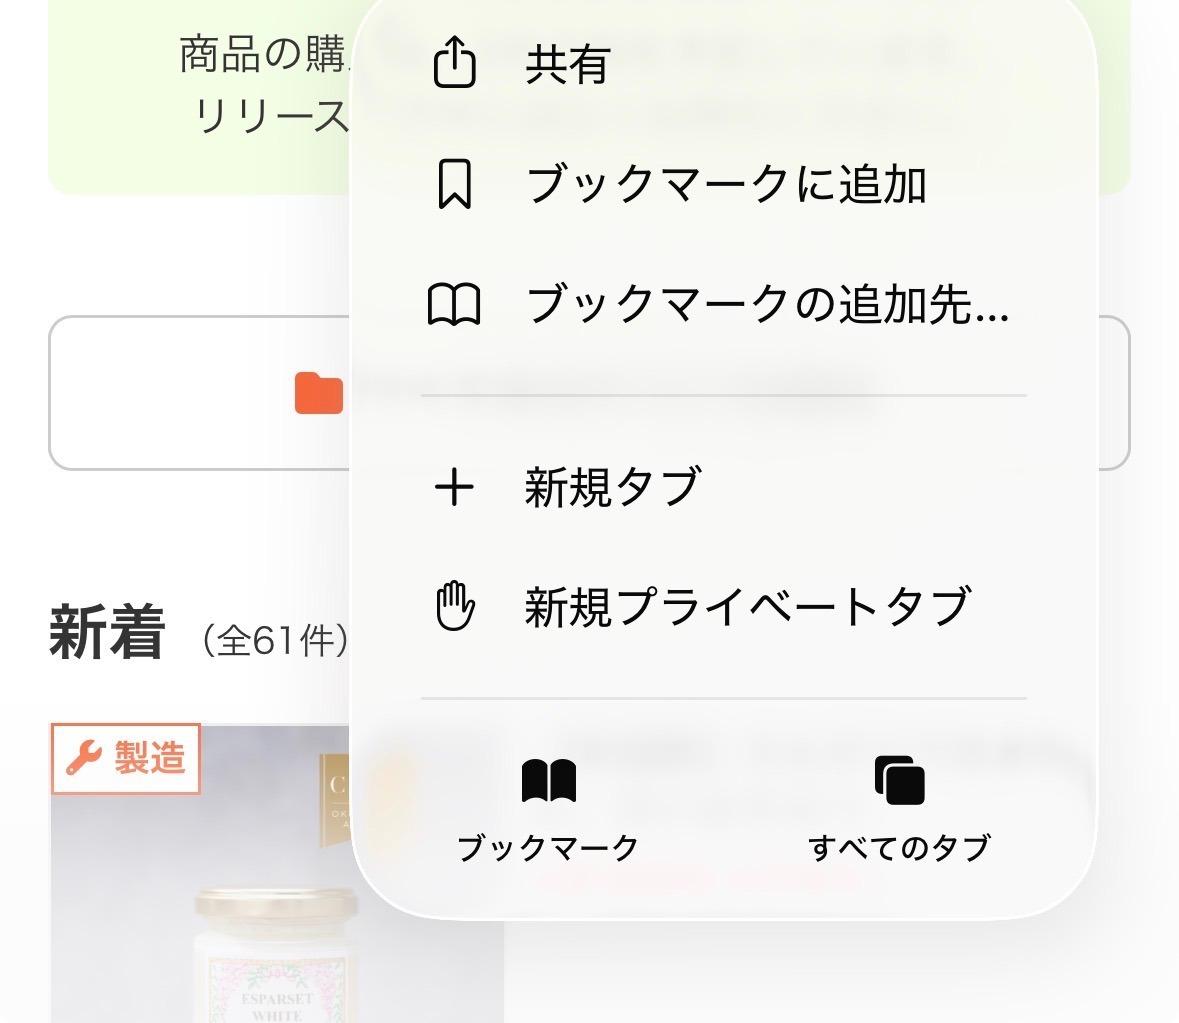 商品の購
リリース
共有
ブックマークに追加
ブックマークの追加先...
新規タブ
新規プライベートタブ
新着 （全61件）
製造
ブックマーク
すべてのタブ
C
ESPARSET
WHITE